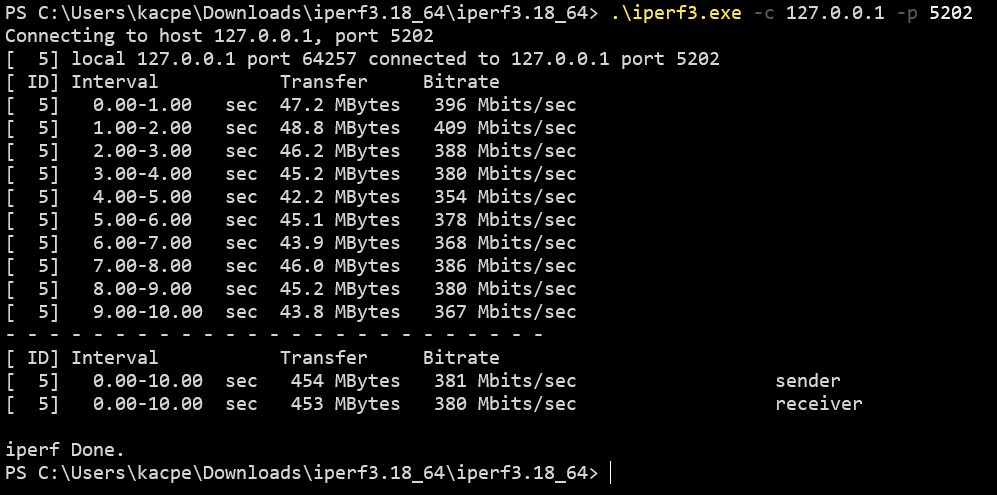 PS C:\Users\kacpe\Downloads\iperf3.18_64\iperf3.18_64> .\iperf3.exe -c 127.0.0.1 -p 5202
Connecting to host 127.0.0.1, port 5202
[  5] local 127.0.0.1 port 64257 connected to 127.0.0.1 port 5202
[ ID] Interval           Transfer     Bitrate
[  5]   0.00-1.00   sec  47.2 MBytes   396 Mbits/sec
[  5]   1.00-2.00   sec  48.8 MBytes   409 Mbits/sec
[  5]   2.00-3.00   sec  46.2 MBytes   388 Mbits/sec
[  5]   3.00-4.00   sec  45.2 MBytes   380 Mbits/sec
[  5]   4.00-5.00   sec  42.2 MBytes   354 Mbits/sec
[  5]   5.00-6.00   sec  45.1 MBytes   378 Mbits/sec
[  5]   6.00-7.00   sec  43.9 MBytes   368 Mbits/sec
[  5]   7.00-8.00   sec  46.0 MBytes   386 Mbits/sec
[  5]   8.00-9.00   sec  45.2 MBytes   380 Mbits/sec
[  5]   9.00-10.00  sec  43.8 MBytes   367 Mbits/sec
- - - - - - - - - - - - - - - - - - - - - - - - -
[ ID] Interval           Transfer     Bitrate
[  5]   0.00-10.00  sec   454 MBytes   381 Mbits/sec                  sender
[  5]   0.00-10.00  sec   453 MBytes   380 Mbits/sec                  receiver

iperf Done.
PS C:\Users\kacpe\Downloads\iperf3.18_64\iperf3.18_64>